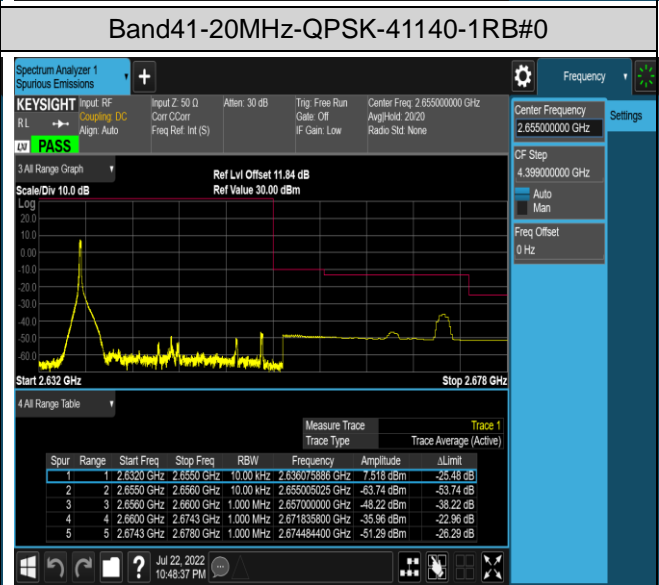 Band41-20MHz-QPSK-41140-1RB#0
Spectrum Analyzer 1
Spurious Emissions
Frequency
KEYSIGHT
Input: RF
Coupling: DC
Align: Auto
Input Z: 50 Ω
Corr CCorr
Freq Ref: Int (S)
Atten: 30 dB
Trig: Free Run
Gate: Off
IF Gain: Low
Center Freq: 2.655000000 GHz
Avg|Hold: 20/20
Radio Std: None
RL
LXI
PASS
Center Frequency
2.655000000 GHz
Settings
CF Step
4.399000000 GHz
Auto
Man
Freq Offset
0 Hz
3 All Range Graph
Ref Lvl Offset 11.84 dB
Scale/Div 10.0 dB
Ref Value 30.00 dBm
Log
20.0
10.0
0.00
-10.0
-20.0
-30.0
-40.0
-50.0
-60.0
Start 2.632 GHz
Stop 2.678 GHz
4 All Range Table
Measure Trace Trace 1
Trace Type Trace Average (Active)
Spur Range Start Freq Stop Freq RBW Frequency Amplitude ΔLimit
1 1 2.6320 GHz 2.6550 GHz 10.00 kHz 2.636075886 GHz 7.518 dBm -25.48 dB
2 2 2.6550 GHz 2.6560 GHz 10.00 kHz 2.655005025 GHz -63.74 dBm -53.74 dB
3 3 2.6560 GHz 2.6600 GHz 1.000 MHz 2.657000000 GHz -48.22 dBm -38.22 dB
4 4 2.6600 GHz 2.6743 GHz 1.000 MHz 2.671835800 GHz -35.96 dBm -22.96 dB
5 5 2.6743 GHz 2.6780 GHz 1.000 MHz 2.674484400 GHz -51.29 dBm -26.29 dB
Jul 22, 2022
10:48:37 PM